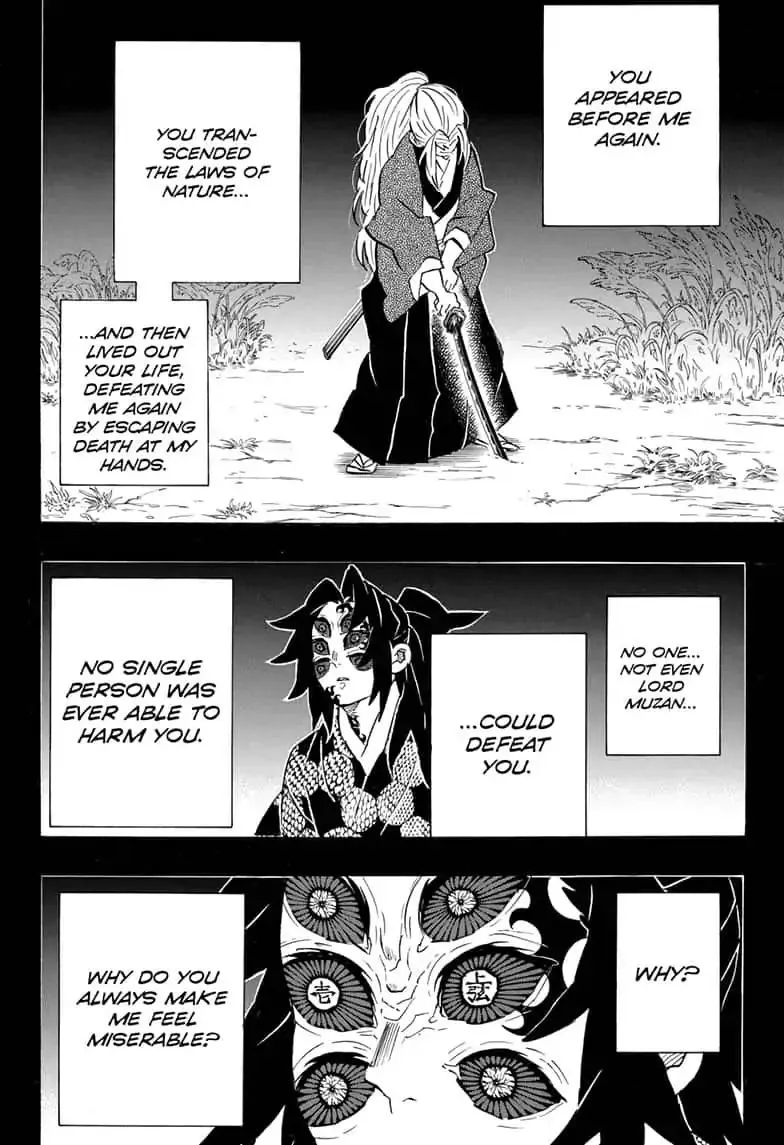 YOU
APPEARED
BEFORE ME
AGAIN.
YOU TRAN-
SCENDED
THE LAWS OF
NATURE...
...AND THEN
LIVED OUT
YOUR LIFE,
DEFEATING
ME AGAIN
BY ESCAPING
DEATH AT MY
HANDS.
NO ONE...
NOT EVEN
LORD
MUZAN...
...COULD
DEFEAT
YOU.
NO SINGLE
PERSON WAS
EVER ABLE TO
HARM YOU.
WHY?
上弦
壱
WHY DO YOU
ALWAYS MAKE
ME FEEL
MISERABLE?